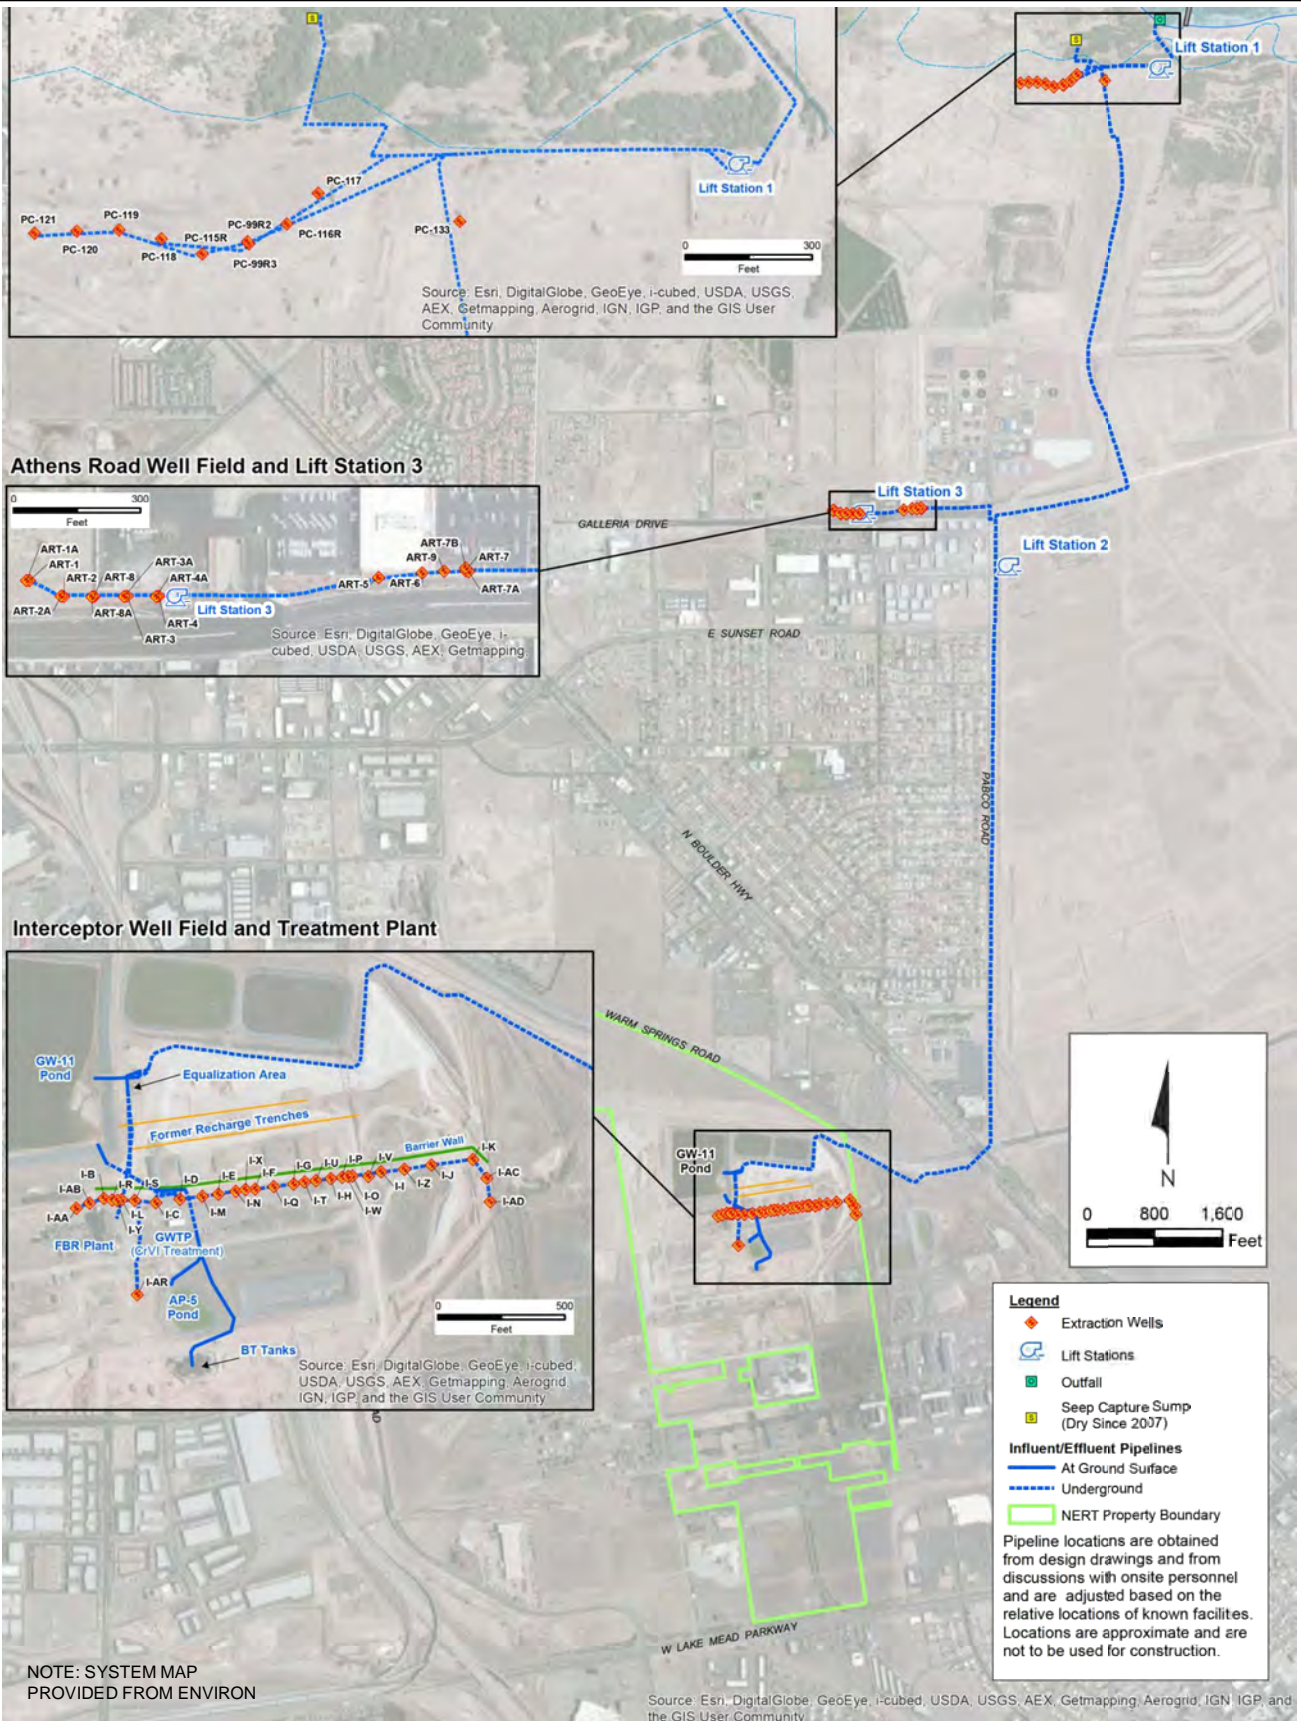 Lift Station 1
PC-117
PC-121
PC-119
PC-120
PC-118
PC-115R
PC-99R2
PC-99R3
PC-116R
PC-133
Lift Station 1
0 300
Feet
Source: Esri, DigitalGlobe, GeoEye, i-cubed, USDA, USGS,
AEX, Getmapping, Aerogrid, IGN, IGP, and the GIS User
Community
Athens Road Well Field and Lift Station 3
0 300
Feet
ART-1A
ART-1
ART-2
ART-8
ART-3A
ART-4A
ART-2A
ART-8A
ART-3
ART-4
Lift Station 3
ART-5
ART-6
ART-9
ART-7B
ART-7
ART-7A
Source: Esri, DigitalGlobe, GeoEye, i-
cubed, USDA, USGS, AEX, Getmapping
Lift Station 3
GALLERIA DRIVE
Lift Station 2
E SUNSET ROAD
PABCO ROAD
N BOULDER HWY
Interceptor Well Field and Treatment Plant
GW-11
Pond
Equalization Area
Former Recharge Trenches
Barrier Wall
I-K
I-V
I-P
I-U
I-G
I-X
I-F
I-E
I-D
I-S
I-R
I-B
I-AB
I-AA
I-AC
I-AD
I-J
I-Z
I-I
I-O
I-W
I-H
I-T
I-Q
I-N
I-M
I-C
I-L
I-Y
FBR Plant
GWTP
(CrVI Treatment)
I-AR
AP-5
Pond
BT Tanks
0 500
Feet
Source: Esri, DigitalGlobe, GeoEye, i-cubed,
USDA, USGS, AEX, Getmapping, Aerogrid,
IGN, IGP, and the GIS User Community
WARM SPRINGS ROAD
GW-11
Pond
W LAKE MEAD PARKWAY
N
0 800 1,600
Feet
Legend
Extraction Wells
Lift Stations
Outfall
S
Seep Capture Sump
(Dry Since 2007)
Influent/Effluent Pipelines
At Ground Surface
Underground
NERT Property Boundary
Pipeline locations are obtained
from design drawings and from
discussions with onsite personnel
and are adjusted based on the
relative locations of known facilites.
Locations are approximate and are
not to be used for construction.
NOTE: SYSTEM MAP
PROVIDED FROM ENVIRON
Source: Esri, DigitalGlobe, GeoEye, i-cubed, USDA, USGS, AEX, Getmapping, Aerogrid, IGN, IGP, and
the GIS User Community